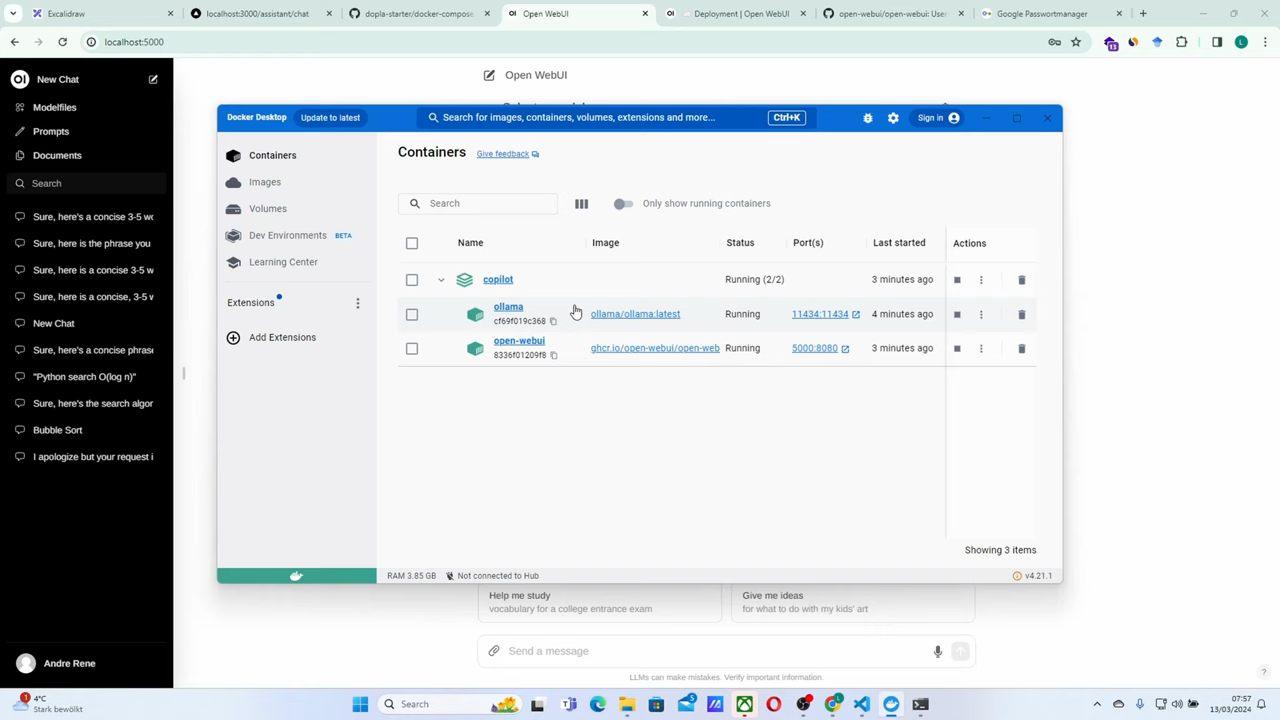 Excalidraw
localhost:3000/assistant/chat
dopla-starter/docker-compose
Open WebUI
Deployment | Open WebUI
open-webui/open-webui: User
Google Passwortmanager
localhost:5000
13
L
OI
New Chat
Modelfiles
Prompts
Documents
Search
Sure, here's a concise 3-5 wo
Sure, here is the phrase you
Sure, here is a concise 3-5 w
Sure, here is a concise, 3-5 v
New Chat
Sure, here's a concise phrase
"Python search O(log n)"
Sure, here's the search algor
Bubble Sort
I apologize but your request i
Andre Rene
Open WebUI
Docker Desktop
Update to latest
Search for images, containers, volumes, extensions and more...
Ctrl+K
Sign in
Containers
Images
Volumes
Dev Environments BETA
Learning Center
Extensions
Add Extensions
Containers
Give feedback
Search
Only show running containers
Name Image Status Port(s) Last started Actions
copilot Running (2/2) 3 minutes ago
ollama
cf69f019c368
ollama/ollama:latest Running 11434:11434 4 minutes ago
open-webui
8336f01209f8
ghcr.io/open-webui/open-web Running 5000:8080 3 minutes ago
Showing 3 items
RAM 3.85 GB Not connected to Hub
v4.21.1
Help me study
vocabulary for a college entrance exam
Give me ideas
for what to do with my kids' art
Send a message
LLMs can make mistakes. Verify important information.
1
4°C
Stark bewölkt
Search
07:57
13/03/2024